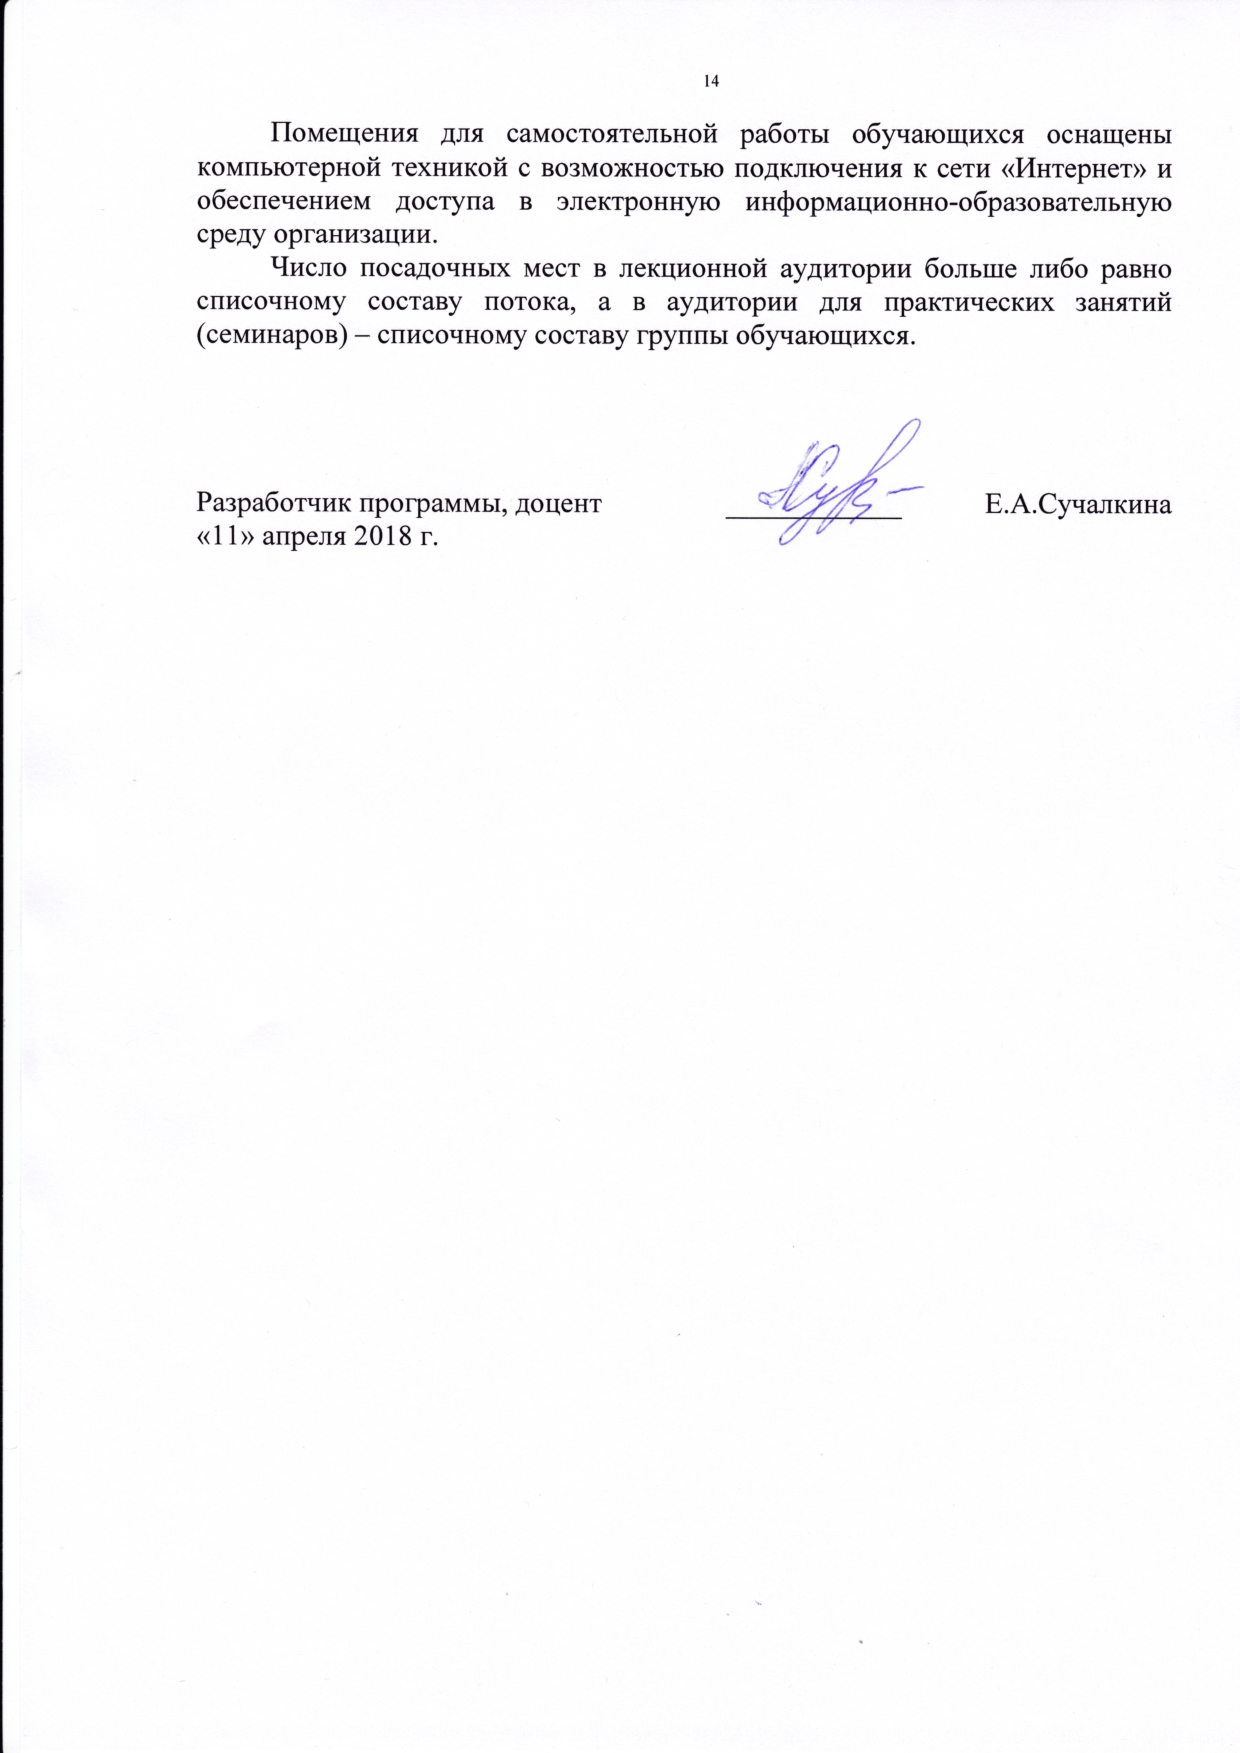 14
Помещения для самостоятельной работы обучающихся оснащены
компьютерной техникой с возможностью подключения к сети «Интернет» и
обеспечением доступа в электронную информационно-образовательную
среду организации.
Число посадочных мест в лекционной аудитории больше либо равно
списочному составу потока, а в аудитории для практических занятий
(семинаров) – списочному составу группы обучающихся.
Разработчик программы, доцент Е.А.Сучалкина
«11» апреля 2018 г.